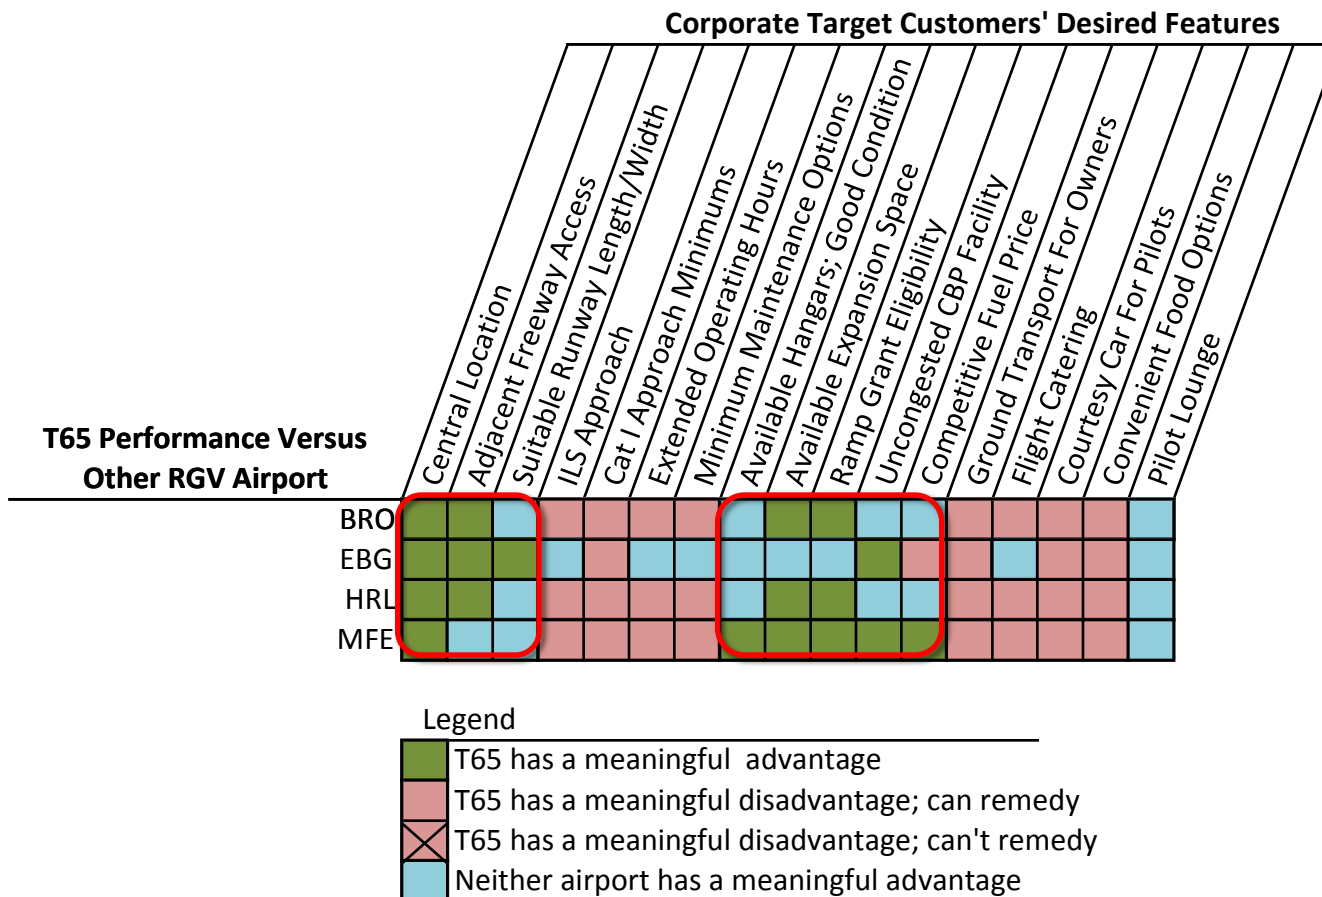 Corporate Target Customers' Desired Features
Central Location
Adjacent Freeway Access
Suitable Runway Length/Width
ILS Approach
Cat I Approach Minimums
Extended Operating Hours
Minimum Maintenance Options
Available Hangars; Good Condition
Available Expansion Space
Ramp Grant Eligibility
Uncongested CBP Facility
Competitive Fuel Price
Ground Transport For Owners
Flight Catering
Courtesy Car For Pilots
Convenient Food Options
Pilot Lounge
T65 Performance Versus
Other RGV Airport
BRO
EBG
HRL
MFE
Legend
T65 has a meaningful advantage
T65 has a meaningful disadvantage; can remedy
T65 has a meaningful disadvantage; can't remedy
Neither airport has a meaningful advantage